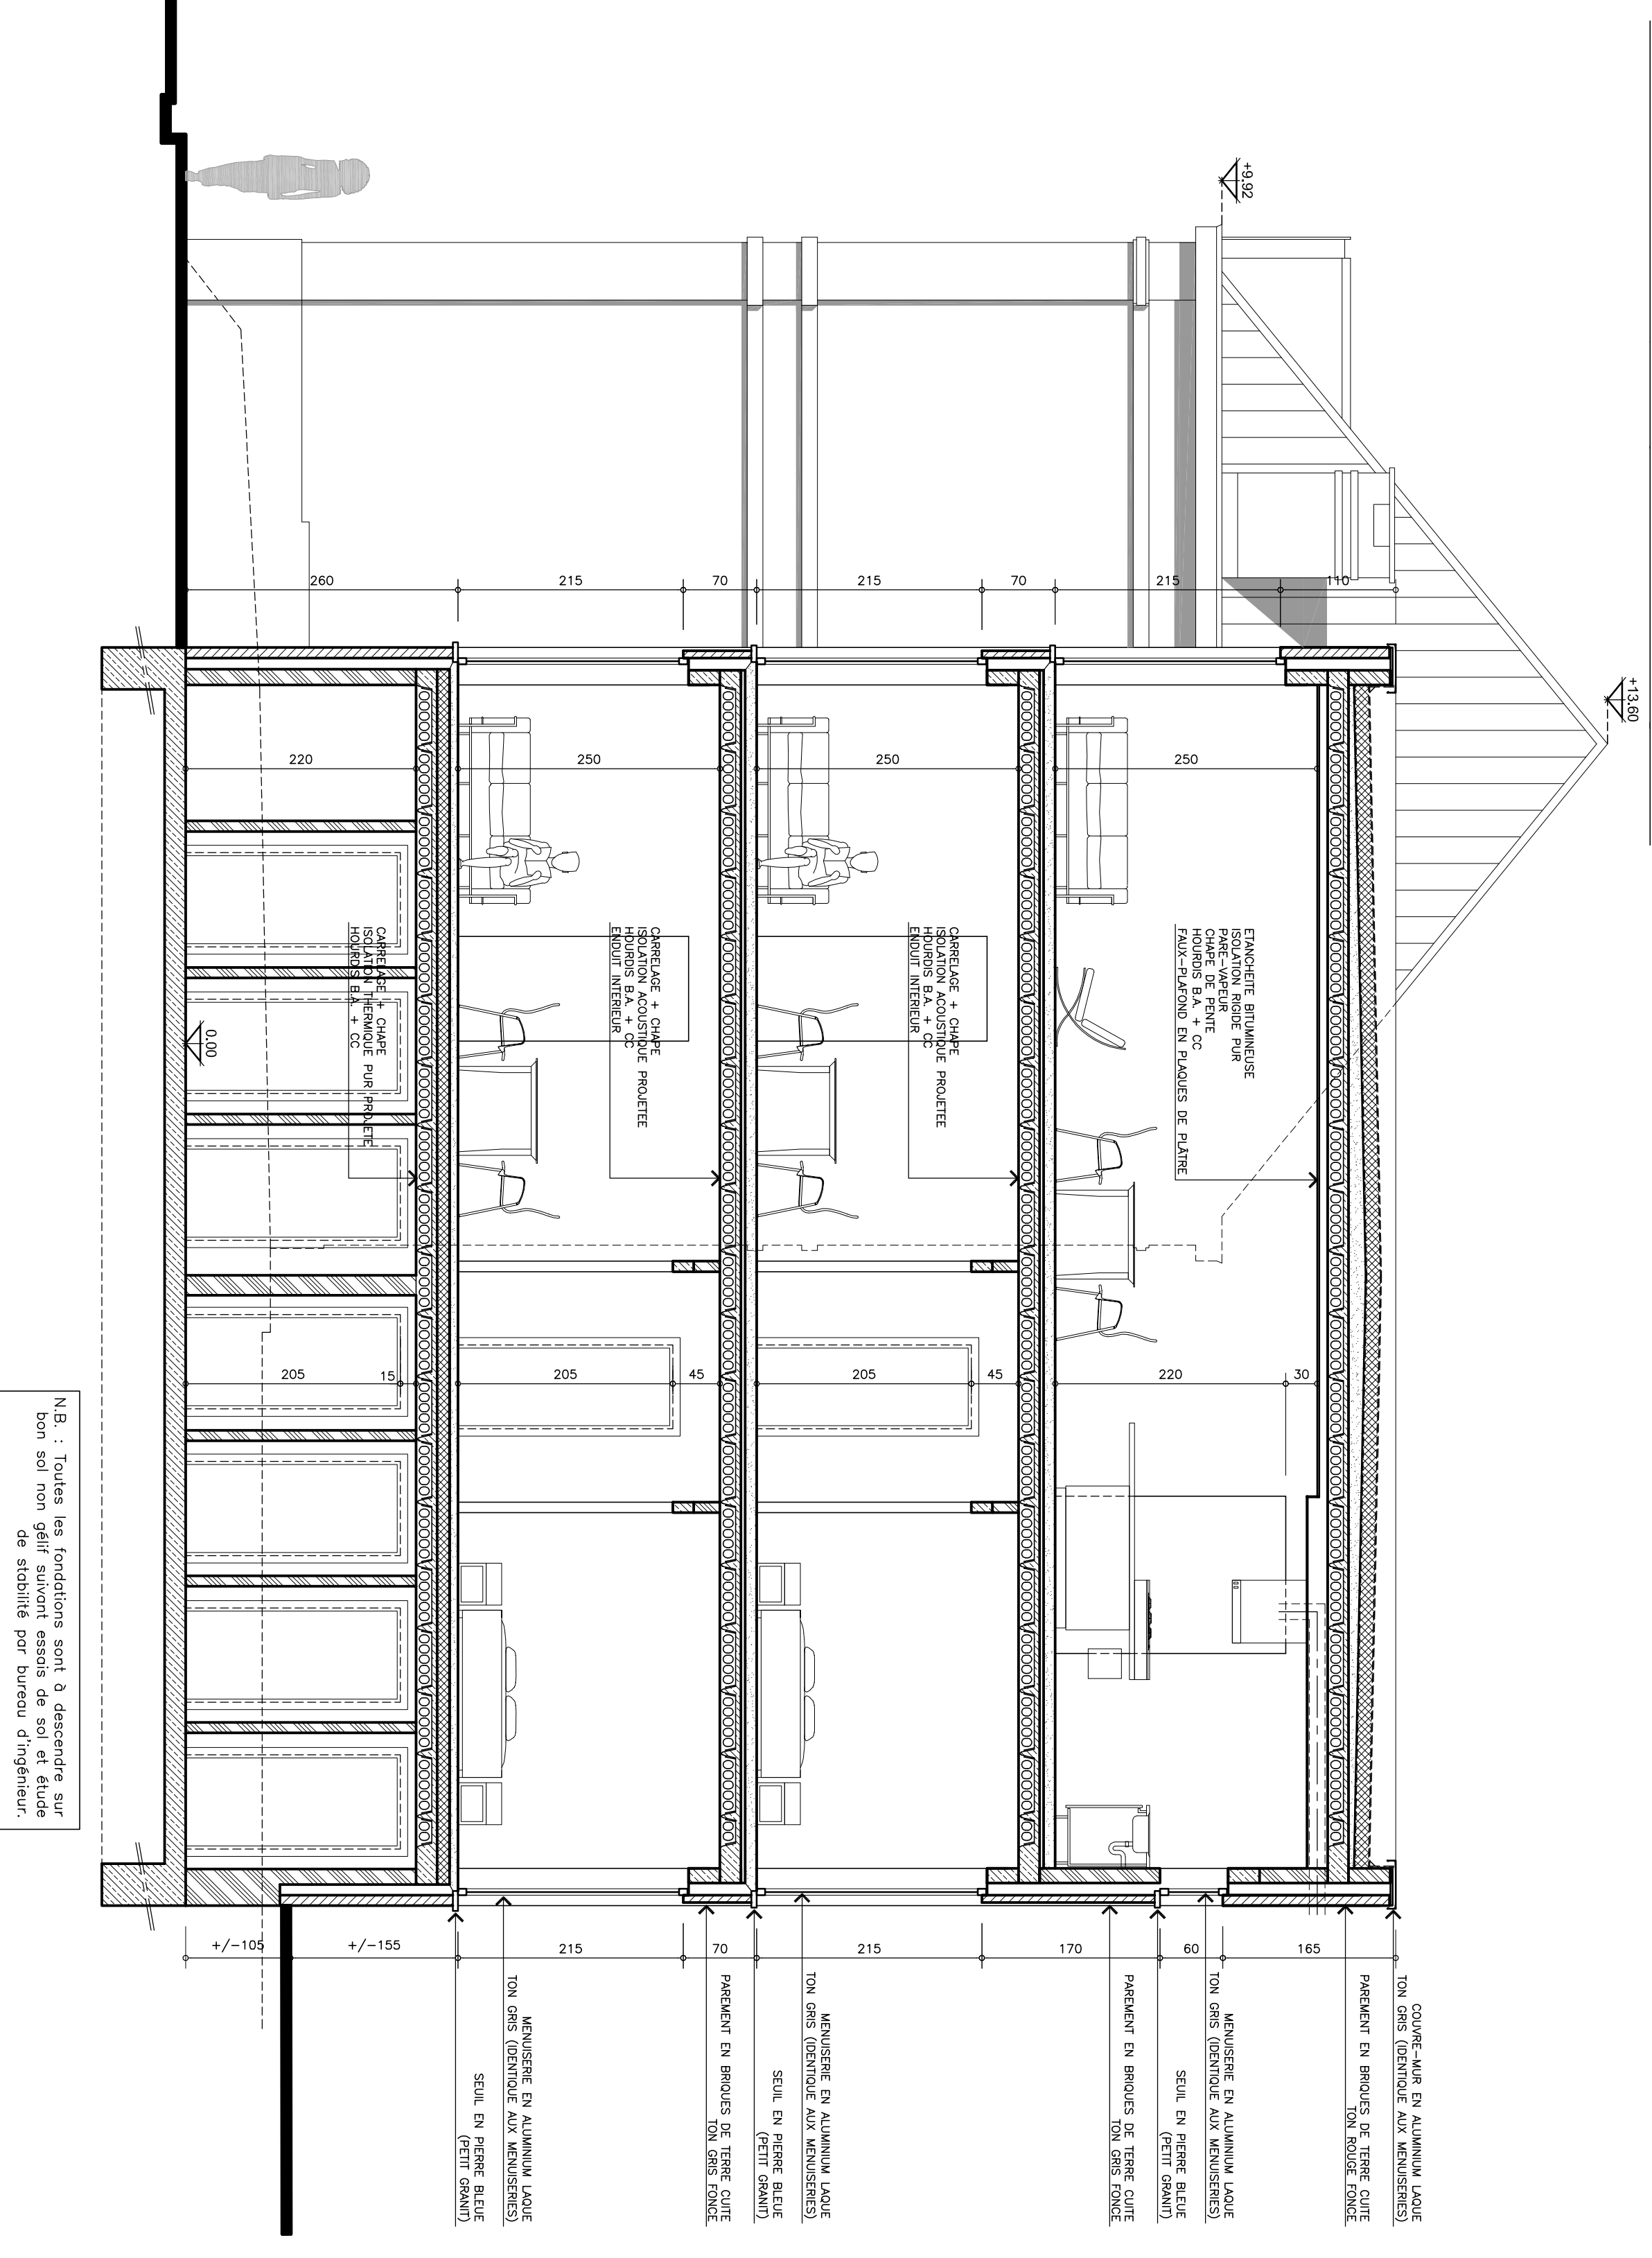 +13.60
+9.92
COUVRE-MUR EN ALUMINIUM LAQUE
TON GRIS (IDENTIQUE AUX MENUISERIES)
PAREMENT EN BRIQUES DE TERRE CUITE
TON ROUGE FONCE
MENUISERIE EN ALUMINIUM LAQUE
TON GRIS (IDENTIQUE AUX MENUISERIES)
SEUIL EN PIERRE BLEUE
(PETIT GRANIT)
PAREMENT EN BRIQUES DE TERRE CUITE
TON GRIS FONCE
MENUISERIE EN ALUMINIUM LAQUE
TON GRIS (IDENTIQUE AUX MENUISERIES)
SEUIL EN PIERRE BLEUE
(PETIT GRANIT)
PAREMENT EN BRIQUES DE TERRE CUITE
TON GRIS FONCE
MENUISERIE EN ALUMINIUM LAQUE
TON GRIS (IDENTIQUE AUX MENUISERIES)
SEUIL EN PIERRE BLEUE
(PETIT GRANIT)
ETANCHEITE BITUMINEUSE
ISOLATION RIGIDE PUR
PARE-VAPEUR
CHAPE DE PENTE
HOURDIS B.A. + CC
FAUX-PLAFOND EN PLAQUES DE PLÂTRE
CARRELAGE + CHAPE
ISOLATION ACOUSTIQUE PROJETEE
HOURDIS B.A. + CC
ENDUIT INTERIEUR
CARRELAGE + CHAPE
ISOLATION ACOUSTIQUE PROJETEE
HOURDIS B.A. + CC
ENDUIT INTERIEUR
CARRELAGE + CHAPE
ISOLATION THERMIQUE PUR PROJETE
HOURDIS B.A. + CC
0.00
110
215
70
215
70
215
260
250
250
250
220
30
220
45
205
45
205
15
205
165
60
170
215
70
215
+/-155
+/-105
N.B. : Toutes les fondations sont à descendre sur
bon sol non gélif suivant essais de sol et étude
de stabilité par bureau d'ingénieur.